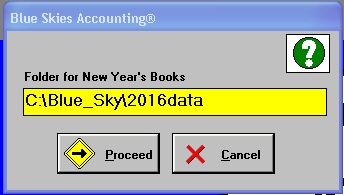 Blue Skies Accounting®
Folder for New Year's Books
C:\Blue_Sky\2016data
Proceed
Cancel